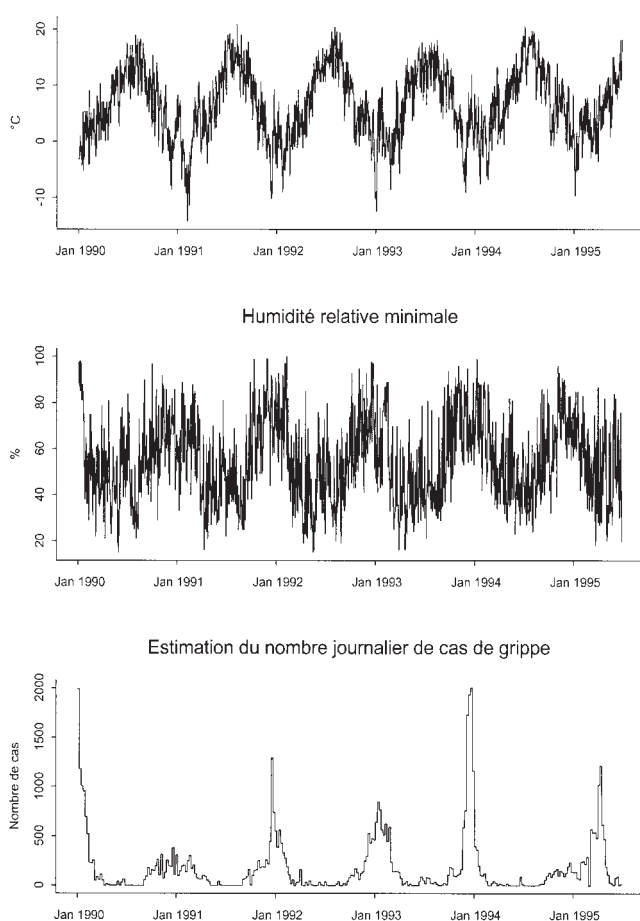 20
10
0
-10
°C
Jan 1990 Jan 1991 Jan 1992 Jan 1993 Jan 1994 Jan 1995
Humidité relative minimale
100
80
60
40
20
%
Jan 1990 Jan 1991 Jan 1992 Jan 1993 Jan 1994 Jan 1995
Estimation du nombre journalier de cas de grippe
2000
1500
1000
500
0
Nombre de cas
Jan 1990 Jan 1991 Jan 1992 Jan 1993 Jan 1994 Jan 1995